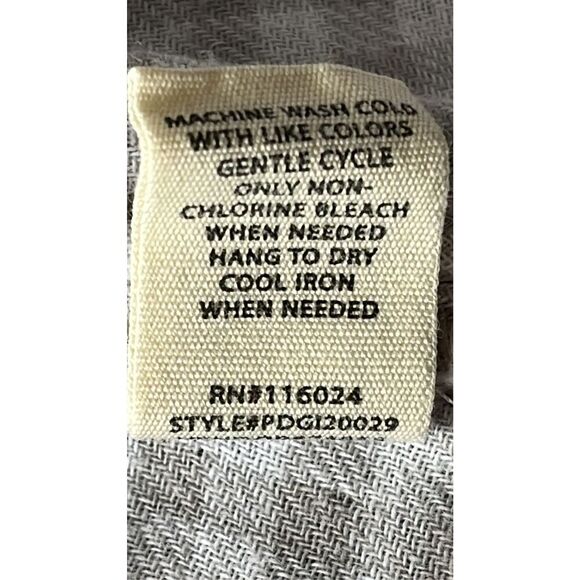 MACHINE WASH COLD
WITH LIKE COLORS
GENTLE CYCLE
ONLY NON-
CHLORINE BLEACH
WHEN NEEDED
HANG TO DRY
COOL IRON
WHEN NEEDED
RN#116024
STYLE#PDGI20029